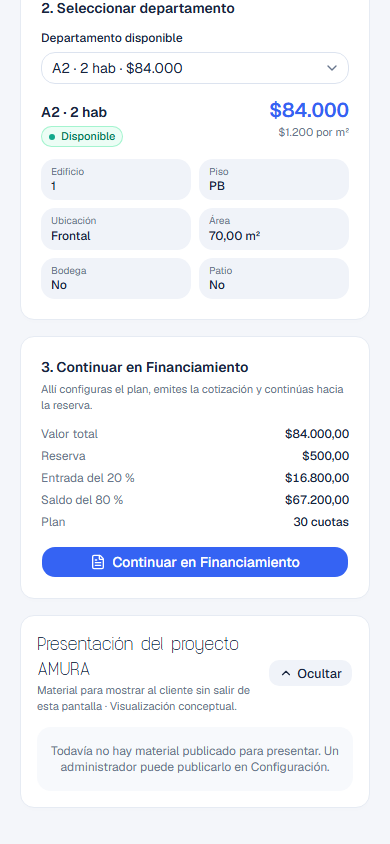 2. Seleccionar departamento
Departamento disponible
A2 · 2 hab · $84.000
A2 · 2 hab
$84.000
Disponible
$1.200 por m²
Edificio
1
Piso
PB
Ubicación
Frontal
Área
70,00 m²
Bodega
No
Patio
No
3. Continuar en Financiamiento
Allí configuras el plan, emites la cotización y continúas hacia
la reserva.
Valor total $84.000,00
Reserva $500,00
Entrada del 20 % $16.800,00
Saldo del 80 % $67.200,00
Plan 30 cuotas
Continuar en Financiamiento
Presentación del proyecto
AMURA
Ocultar
Material para mostrar al cliente sin salir de
esta pantalla · Visualización conceptual.
Todavía no hay material publicado para presentar. Un
administrador puede publicarlo en Configuración.